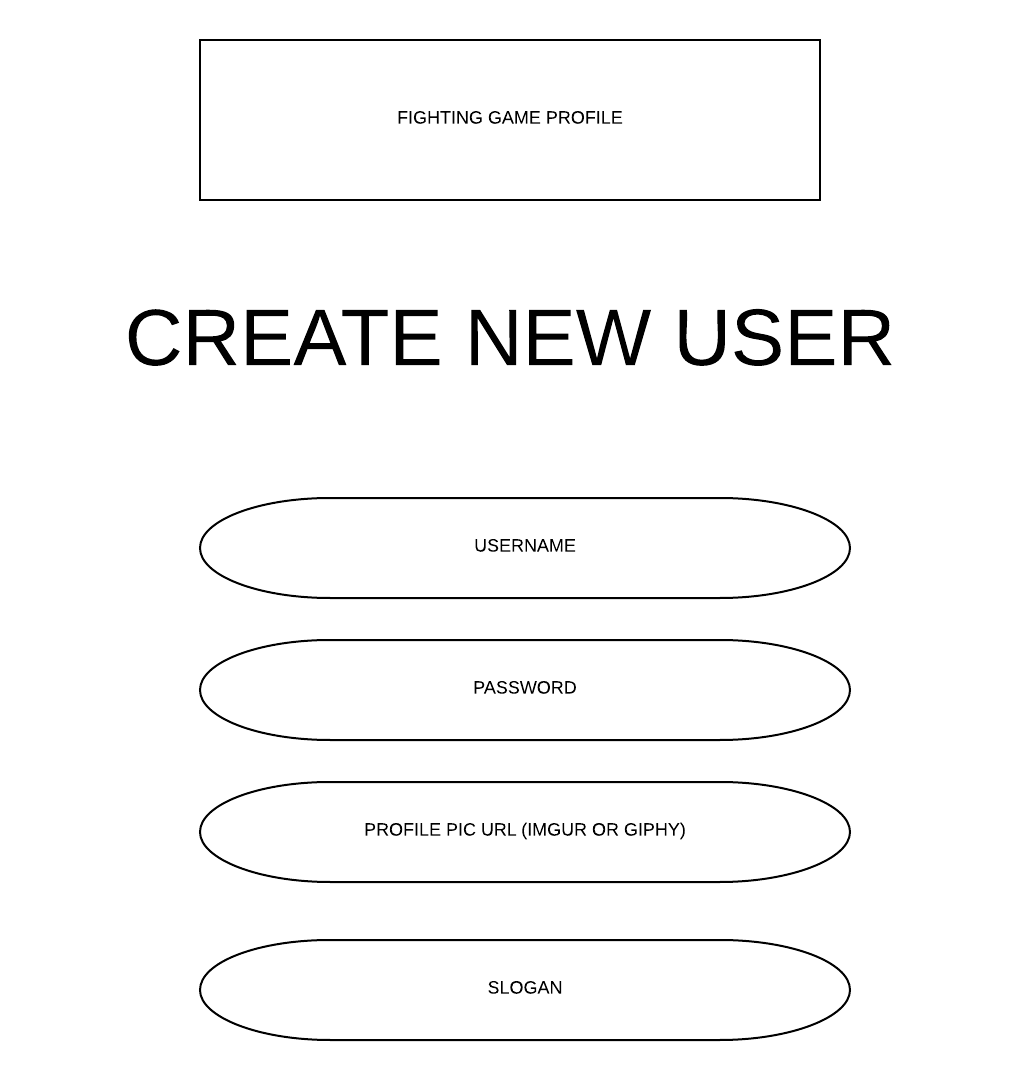 FIGHTING GAME PROFILE
CREATE NEW USER
USERNAME
PASSWORD
PROFILE PIC URL (IMGUR OR GIPHY)
SLOGAN